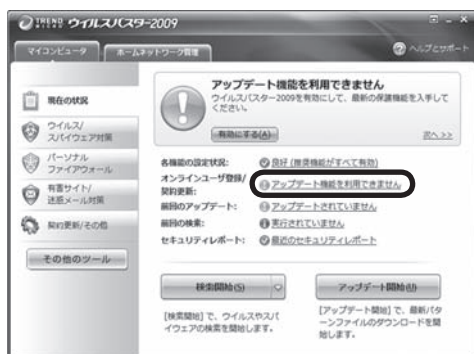 TREND MICRO ウイルスバスター2009
マイコンピュータ
ホームネットワーク管理
ヘルプとサポート
現在の状況
ウイルス/
スパイウェア対策
パーソナル
ファイアウォール
有害サイト/
迷惑メール対策
契約更新/その他
その他のツール
アップデート機能を利用できません
ウイルスバスター2009を有効にして、最新の保護機能を入手して
ください。
有効にする(A)
次へ >>
各機能の設定状況: 良好 (推奨機能がすべて有効)
オンラインユーザ登録/
契約更新: アップデート機能を利用できません
前回のアップデート: アップデートされていません
前回の検索: 実行されていません
セキュリティレポート: 最近のセキュリティレポート
検索開始(S)
[検索開始] で、ウイルスやスパ
イウェアの検索を開始します。
アップデート開始(U)
[アップデート開始] で、最新パタ
ーンファイルのダウンロードを開
始します。